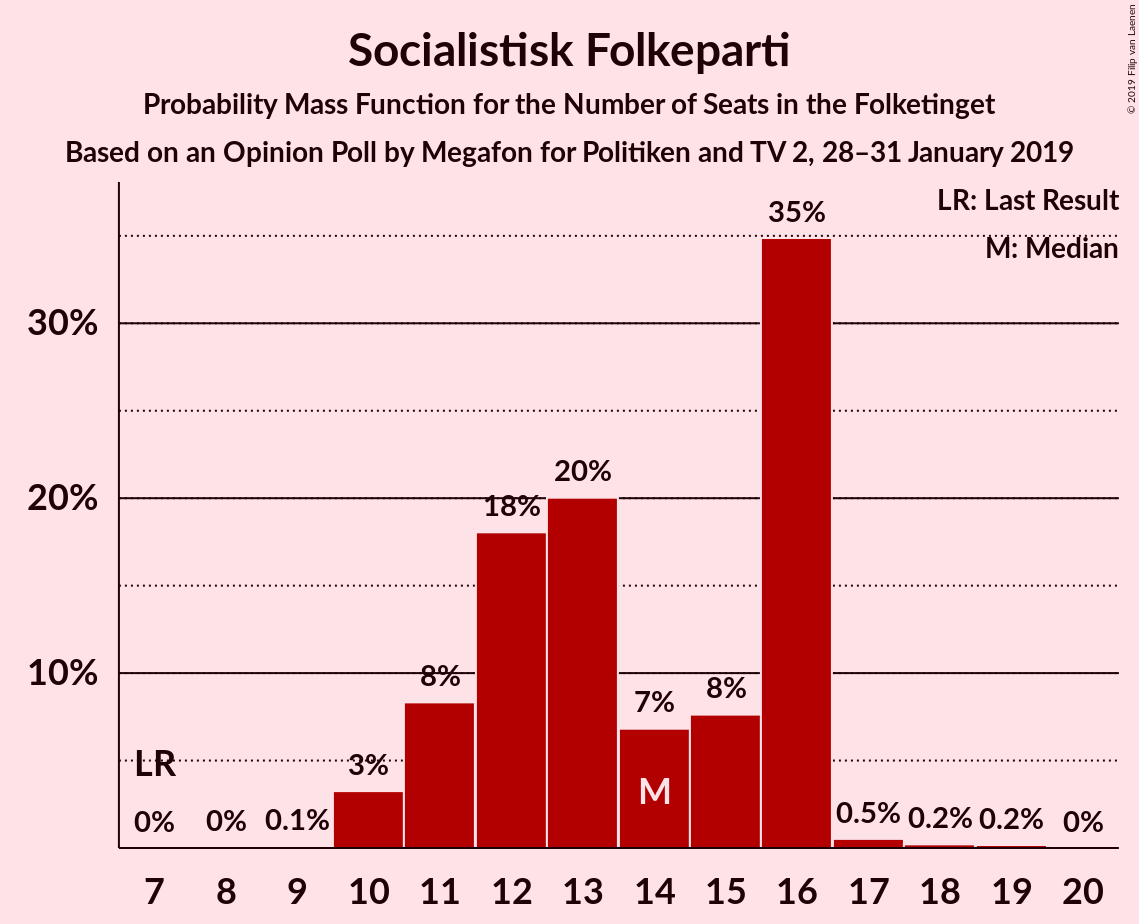 Socialistisk Folkeparti
Probability Mass Function for the Number of Seats in the Folketinget
Based on an Opinion Poll by Megafon for Politiken and TV 2, 28–31 January 2019
© 2019 Filip van Laenen
LR: Last Result
M: Median
35%
30%
20%
20%
18%
10%
8%
8%
7%
LR
3%
M
0%
0%
0.1%
0.5%
0.2%
0.2%
0%
7 8 9 10 11 12 13 14 15 16 17 18 19 20